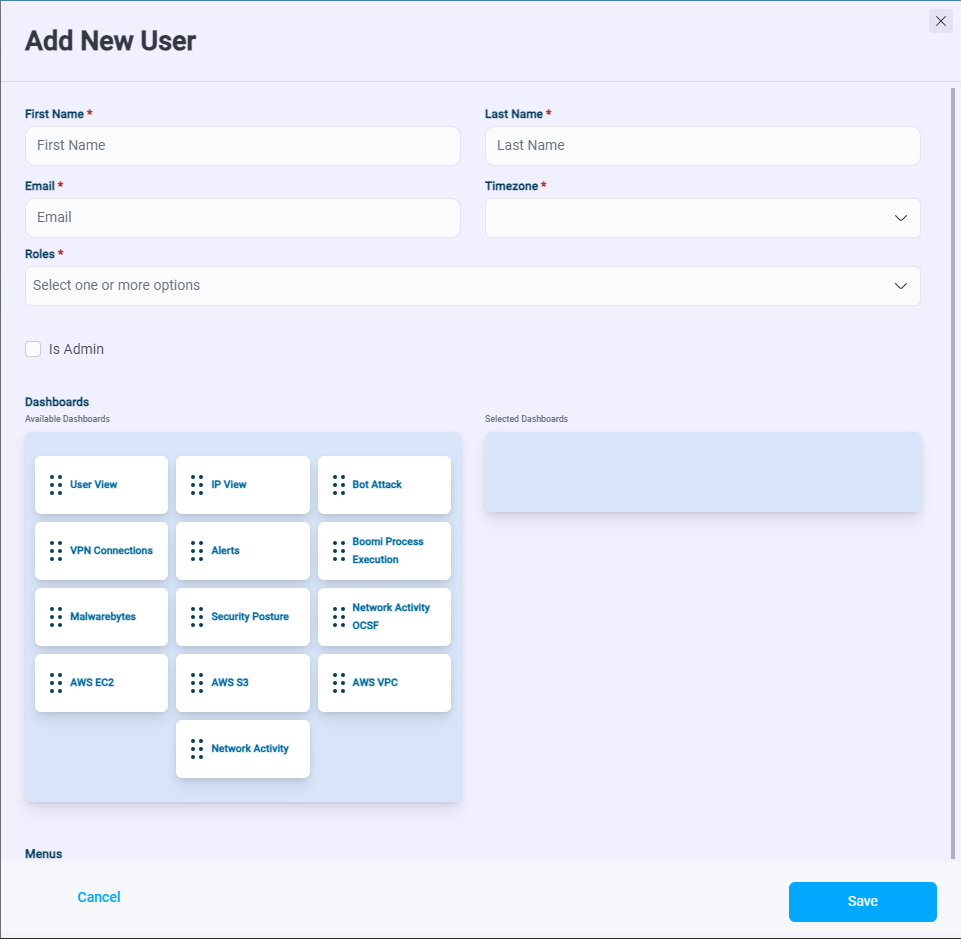 Add New User
First Name *
Last Name *
First Name
Last Name
Email *
Timezone *
Email
Roles *
Select one or more options
Is Admin
Dashboards
Available Dashboards
Selected Dashboards
User View
IP View
Bot Attack
VPN Connections
Alerts
Boomi Process
Execution
Malwarebytes
Security Posture
Network Activity
OCSF
AWS EC2
AWS S3
AWS VPC
Network Activity
Menus
Cancel
Save